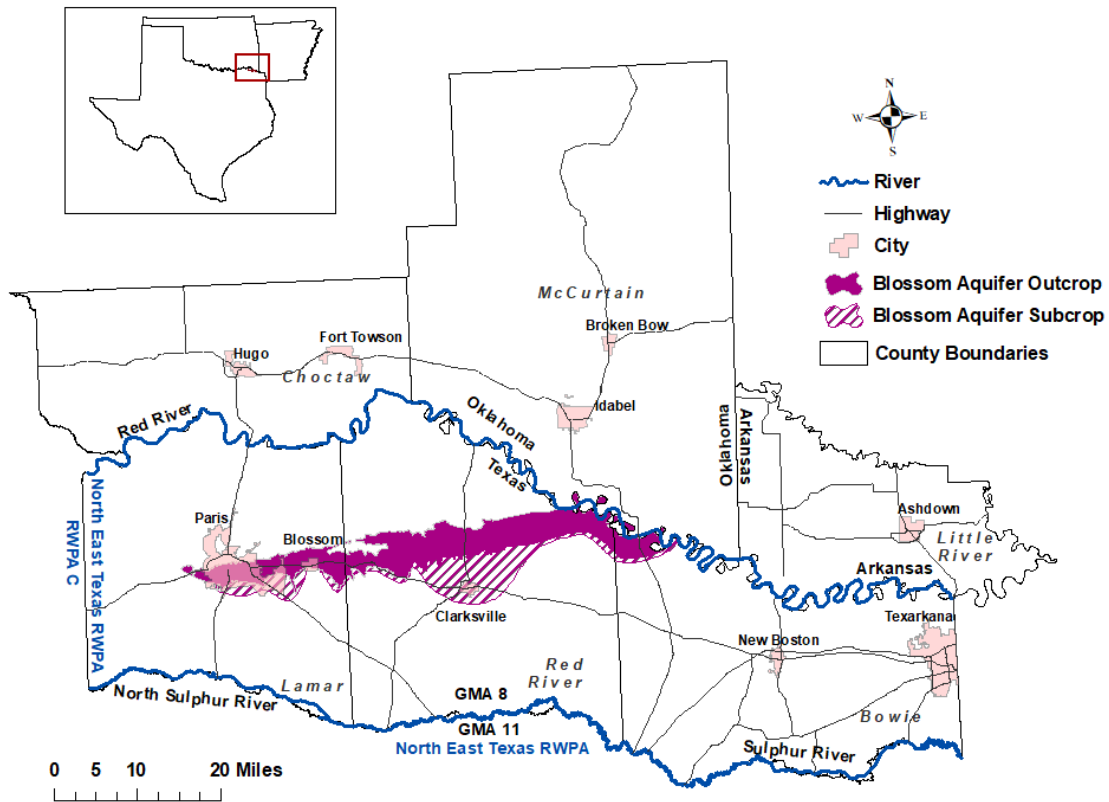 N
W
E
S
River
Highway
City
Blossom Aquifer Outcrop
Blossom Aquifer Subcrop
County Boundaries
McCurtain
Broken Bow
Fort Towson
Hugo
Choctaw
Idabel
Red River
Oklahoma
Texas
Oklahoma
Arkansas
Ashdown
Little
River
Arkansas
North East Texas RWPA
RWPA C
Paris
Blossom
Clarksville
Texarkana
New Boston
Red
River
Lamar
North Sulphur River
GMA 8
GMA 11
North East Texas RWPA
Bowie
Sulphur River
0 5 10 20 Miles